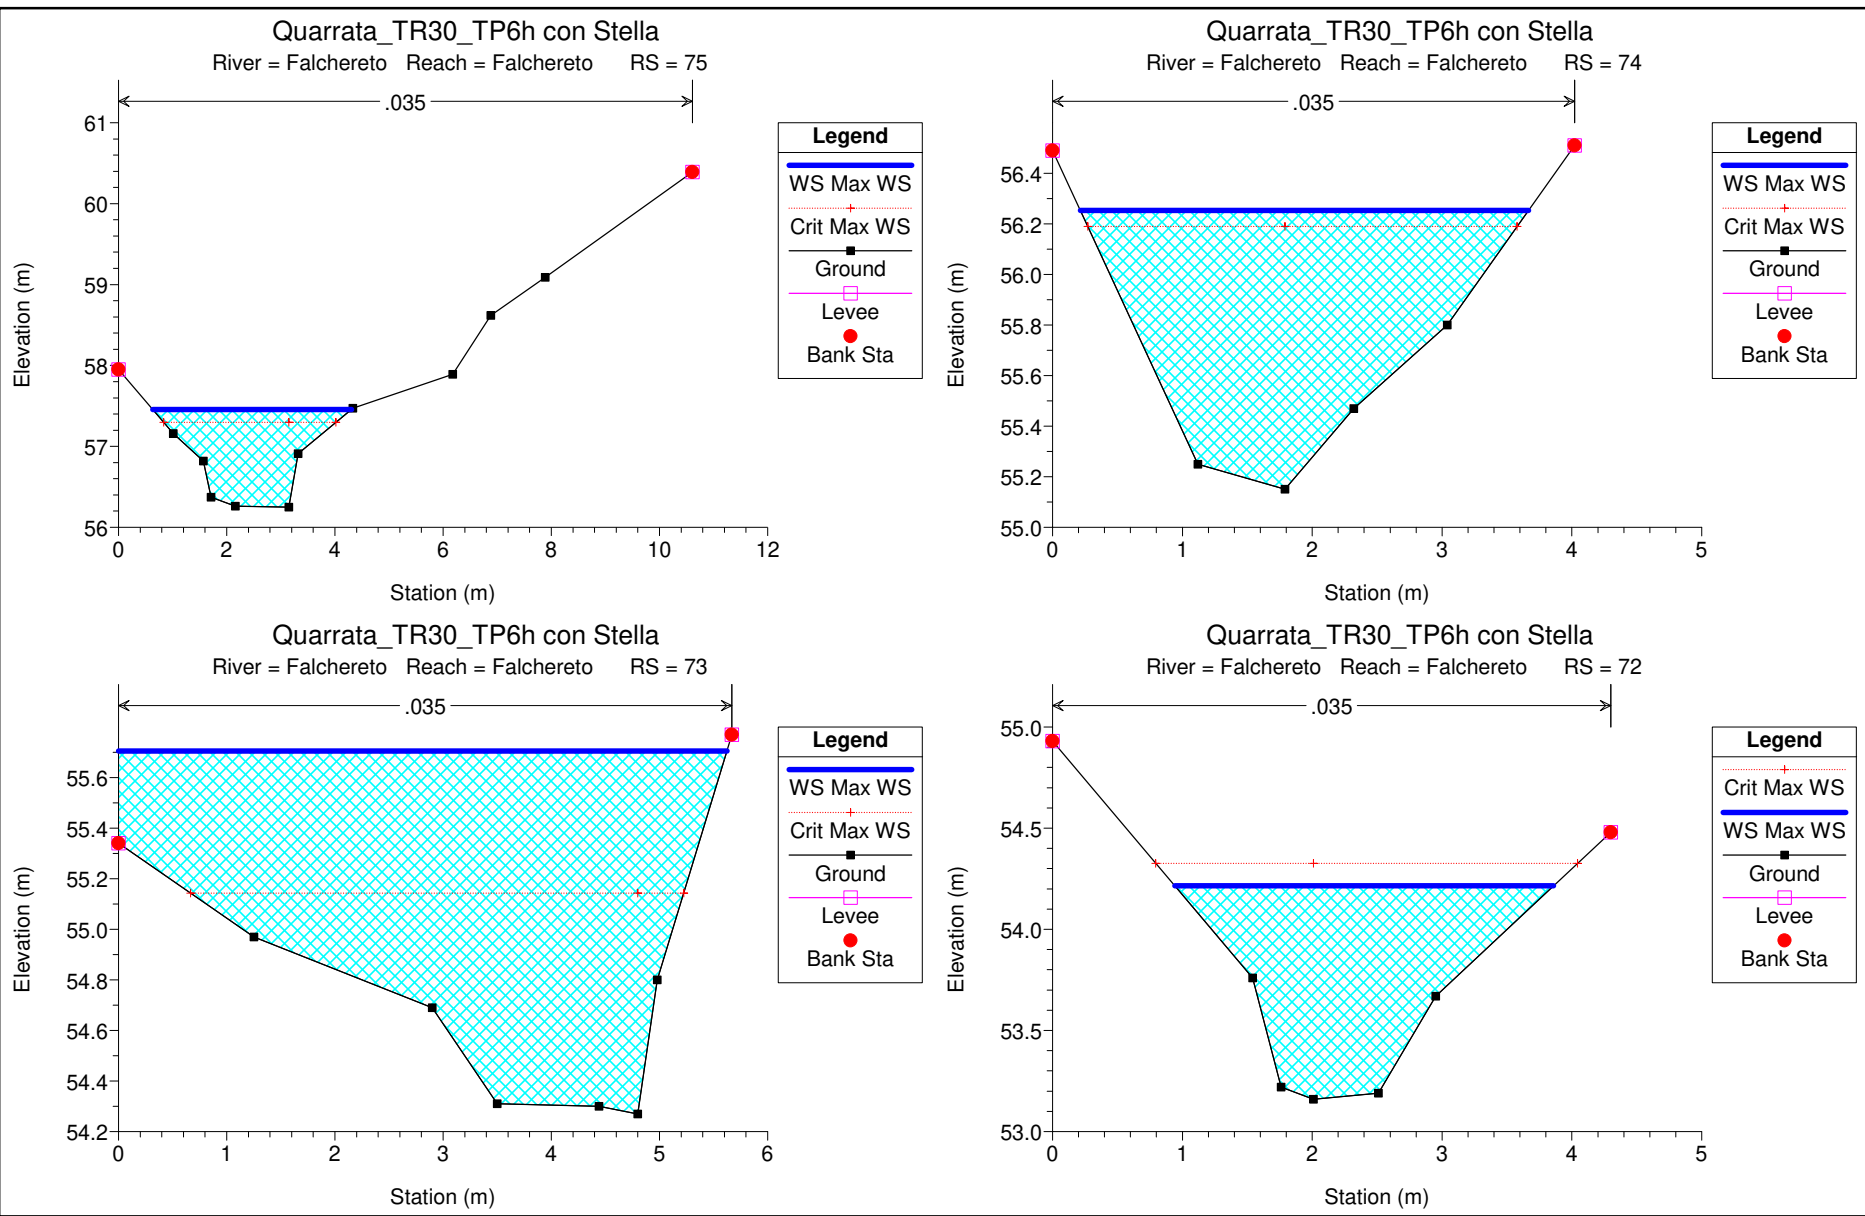 Quarrata_TR30_TP6h con Stella
River = Falchereto Reach = Falchereto RS = 75
.035
61
60
59
58
57
56
0 2 4 6 8 10 12
Elevation (m)
Station (m)
Legend
WS Max WS
Crit Max WS
Ground
Levee
Bank Sta
Quarrata_TR30_TP6h con Stella
River = Falchereto Reach = Falchereto RS = 74
.035
56.4
56.2
56.0
55.8
55.6
55.4
55.2
55.0
0 1 2 3 4 5
Elevation (m)
Station (m)
Legend
WS Max WS
Crit Max WS
Ground
Levee
Bank Sta
Quarrata_TR30_TP6h con Stella
River = Falchereto Reach = Falchereto RS = 73
.035
55.6
55.4
55.2
55.0
54.8
54.6
54.4
54.2
0 1 2 3 4 5 6
Elevation (m)
Station (m)
Legend
WS Max WS
Crit Max WS
Ground
Levee
Bank Sta
Quarrata_TR30_TP6h con Stella
River = Falchereto Reach = Falchereto RS = 72
.035
55.0
54.5
54.0
53.5
53.0
0 1 2 3 4 5
Elevation (m)
Station (m)
Legend
Crit Max WS
WS Max WS
Ground
Levee
Bank Sta